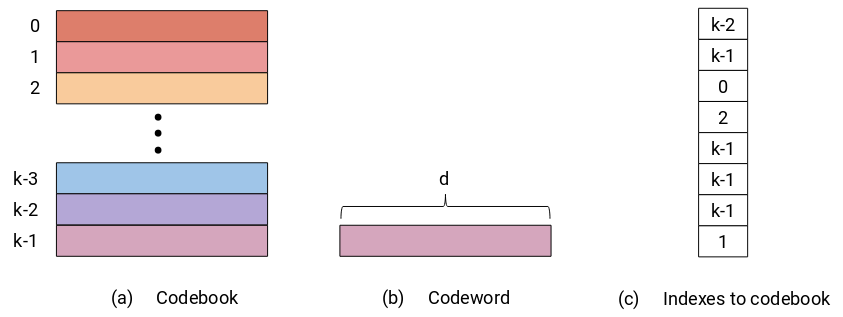 0
1
2
k-3
k-2
k-1
(a) Codebook
d
(b) Codeword
k-2
k-1
0
2
k-1
k-1
k-1
1
(c) Indexes to codebook